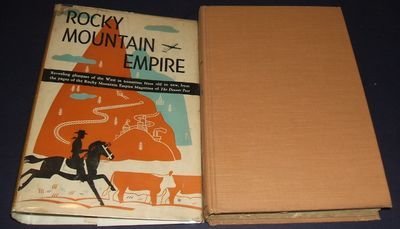 ROCKY
MOUNTAIN
EMPIRE
Revealing glimpses of the West in transition from old to new, from
the pages of the Rocky Mountain Empire Magazine of The Denver Post